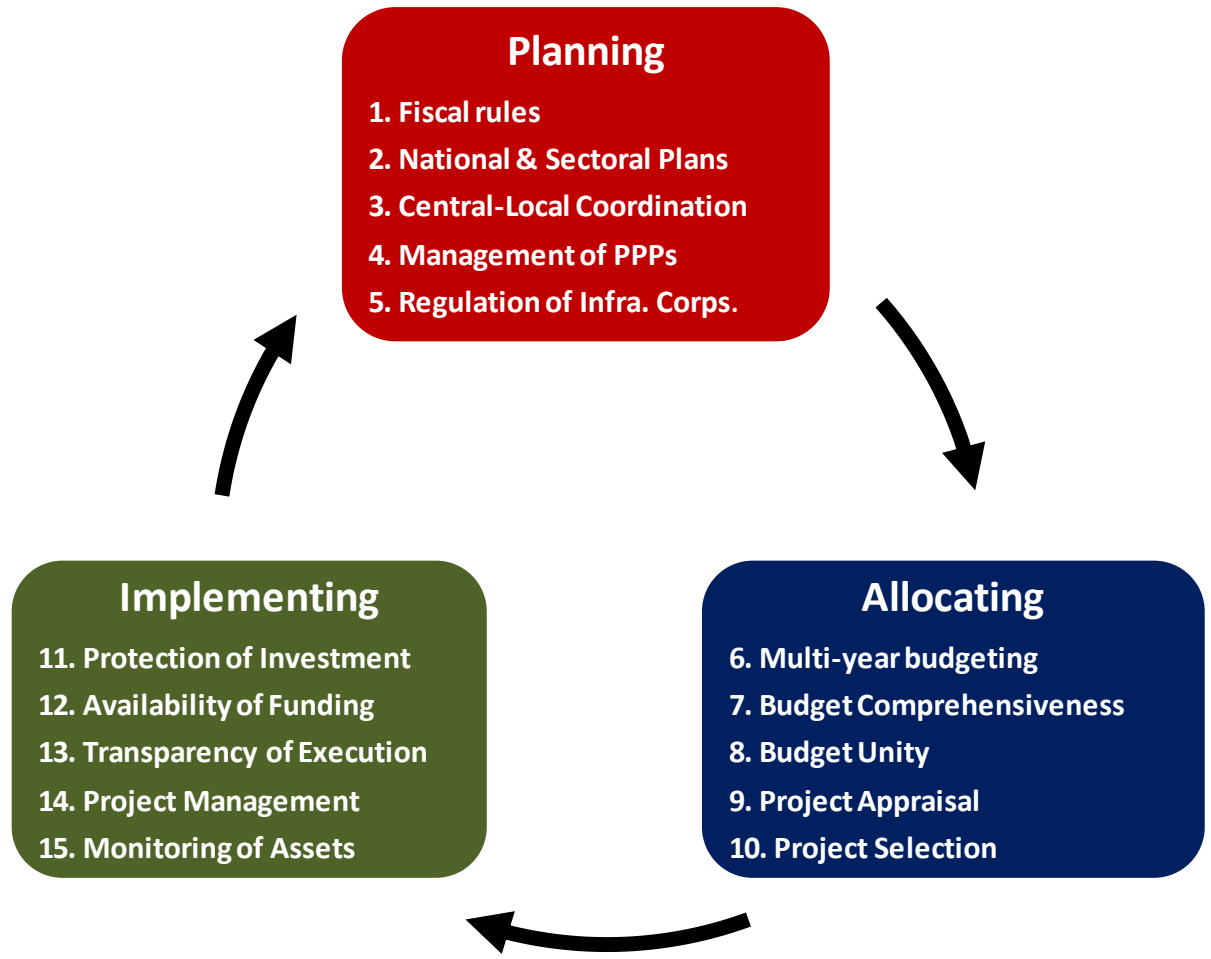 Planning
1. Fiscal rules
2. National & Sectoral Plans
3. Central-Local Coordination
4. Management of PPPs
5. Regulation of Infra. Corps.
Implementing
11. Protection of Investment
12. Availability of Funding
13. Transparency of Execution
14. Project Management
15. Monitoring of Assets
Allocating
6. Multi-year budgeting
7. Budget Comprehensiveness
8. Budget Unity
9. Project Appraisal
10. Project Selection